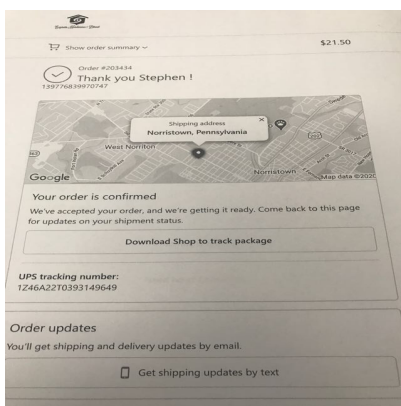 Show order summary
$21.50
Order #203434
Thank you Stephen !
139776839970747
Shipping address
Norristown, Pennsylvania
×
West Norriton
Norristown
Google
Map data ©2020
Your order is confirmed
We've accepted your order, and we're getting it ready. Come back to this page
for updates on your shipment status.
Download Shop to track package
UPS tracking number:
1Z46A22T0393149649
Order updates
You'll get shipping and delivery updates by email.
Get shipping updates by text